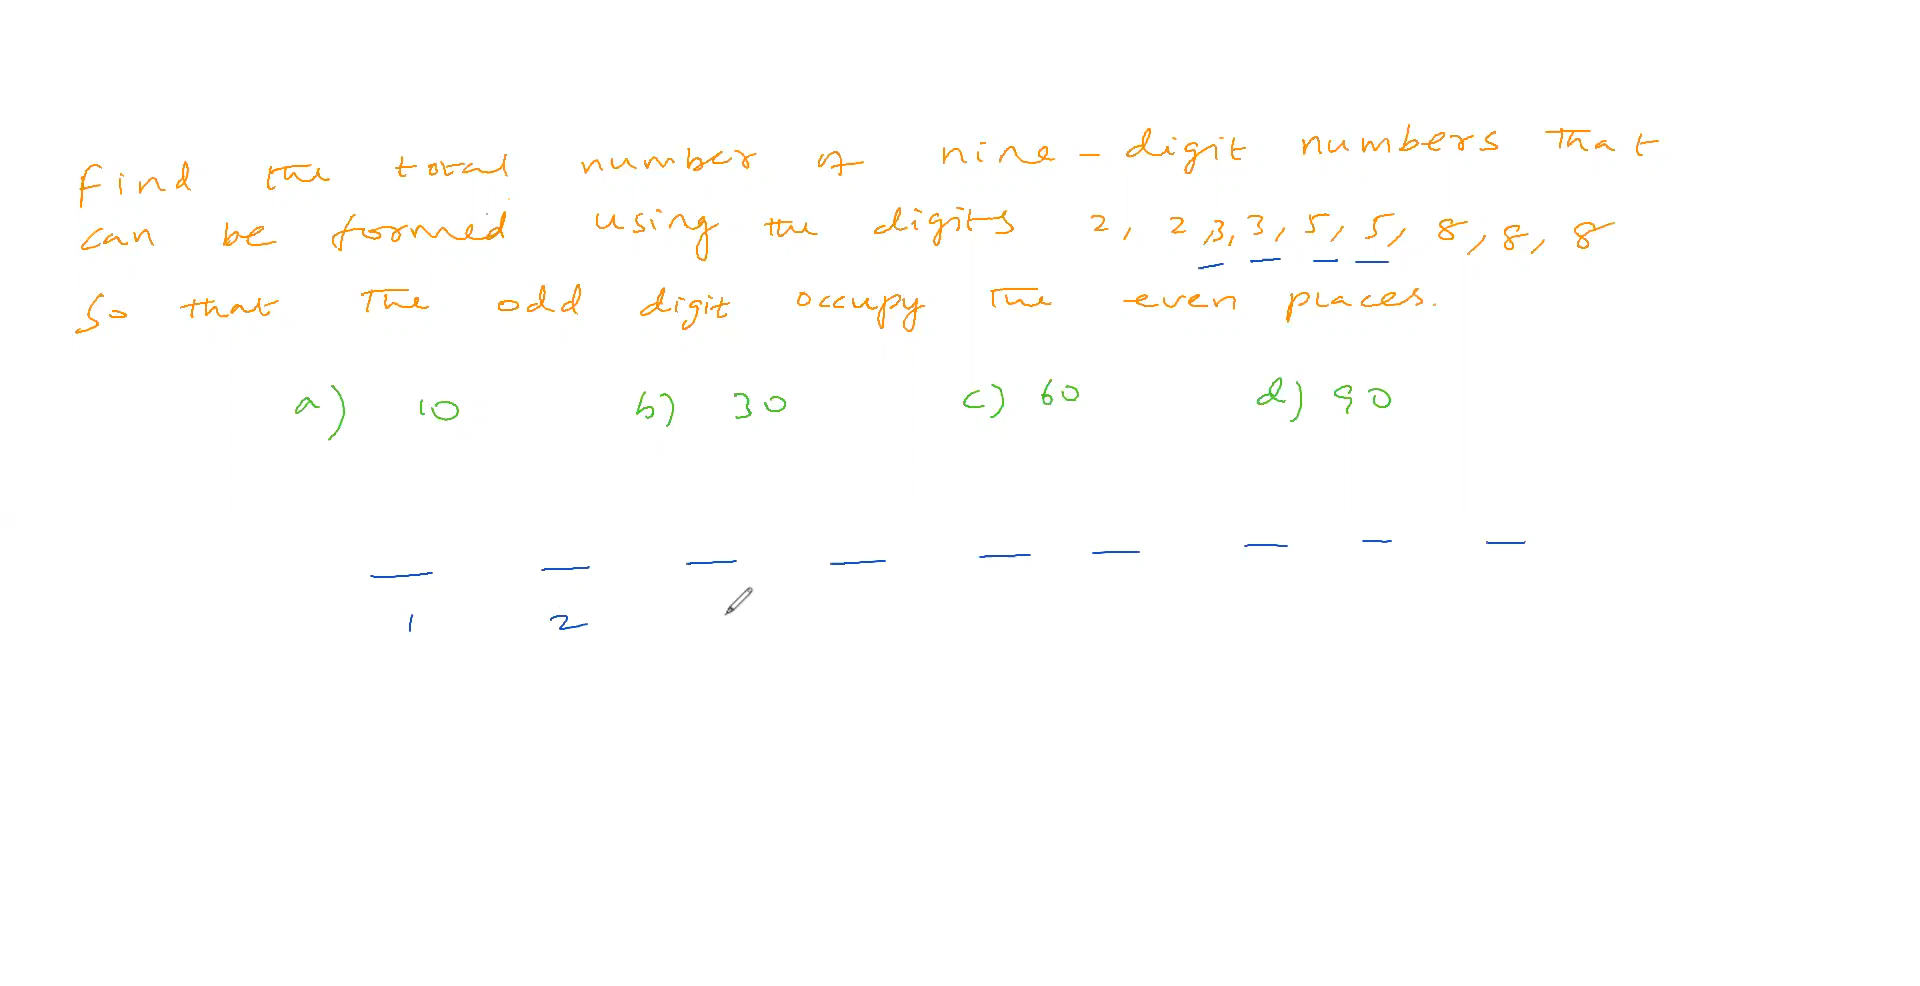 Find the total number of nine-digit numbers that
can be formed using the digits 2, 2, 3, 3, 5, 5, 8, 8, 8
So that the odd digit occupy the even places.
a) 10 b) 30 c) 60 d) 90
1 2